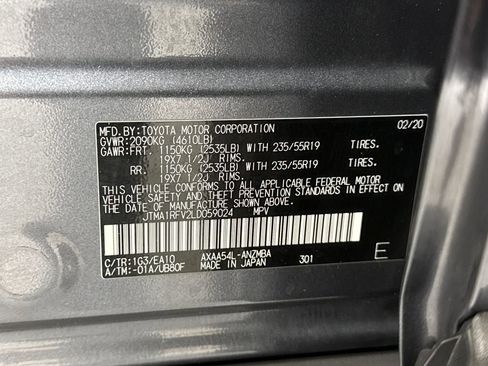 MFD.BY:TOYOTA MOTOR CORPORATION 02/20
GVWR:2090KG (4610LB)
GAWR:FRT. 1150KG (2535LB) WITH 235/55R19 TIRES.
19X7 1/2J RIMS.
RR. 1150KG (2535LB) WITH 235/55R19 TIRES.
19X7 1/2J RIMS.
THIS VEHICLE CONFORMS TO ALL APPLICABLE FEDERAL MOTOR
VEHICLE SAFETY AND BUMPER STANDARDS IN EFFECT
ON THE DATE OF MANUFACTURE SHOWN ABOVE.
JTMA1RFV2LD059024 MPV
C/TR:1G3/EA10 AXAA54L-ANZMBA E
A/TM:-01A/UB80F MADE IN JAPAN 301